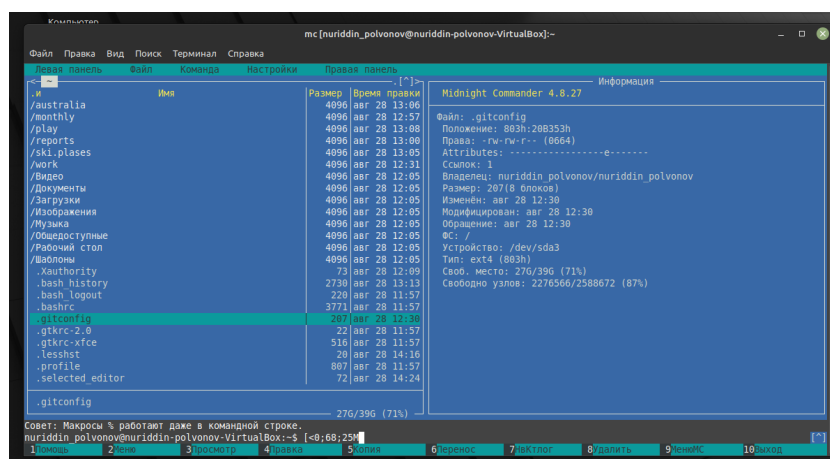 Компьютер
mc [nuriddin_polvonov@nuriddin-polvonov-VirtualBox]:~
Файл Правка Вид Поиск Терминал Справка
Левая панель Файл Команда Настройки Правая панель
<- ~ .[^]>
.и Имя Размер Время правки
/australia 4096 авг 28 13:06
/monthly 4096 авг 28 12:57
/play 4096 авг 28 13:08
/reports 4096 авг 28 13:00
/ski.plases 4096 авг 28 13:05
/work 4096 авг 28 12:31
/Видео 4096 авг 28 12:05
/Документы 4096 авг 28 12:05
/Загрузки 4096 авг 28 12:05
/Изображения 4096 авг 28 12:05
/Музыка 4096 авг 28 12:05
/Общедоступные 4096 авг 28 12:05
/Рабочий стол 4096 авг 28 12:05
/Шаблоны 4096 авг 28 12:05
.Xauthority 73 авг 28 12:09
.bash_history 2730 авг 28 13:13
.bash_logout 220 авг 28 11:57
.bashrc 3771 авг 28 11:57
.gitconfig 207 авг 28 12:30
.gtkrc-2.0 22 авг 28 11:57
.gtkrc-xfce 516 авг 28 11:57
.lesshst 20 авг 28 14:16
.profile 807 авг 28 11:57
.selected_editor 72 авг 28 14:24
.gitconfig
27G/39G (71%)
Информация
Midnight Commander 4.8.27
Файл: .gitconfig
Положение: 803h:20B353h
Права: -rw-rw-r-- (0664)
Attributes: -----------------e-------
Ссылок: 1
Владелец: nuriddin_polvonov/nuriddin_polvonov
Размер: 207(8 блоков)
Изменён: авг 28 12:30
Модифицирован: авг 28 12:30
Обращение: авг 28 12:30
ФС: /
Устройство: /dev/sda3
Тип: ext4 (803h)
Своб. место: 27G/39G (71%)
Свободно узлов: 2276566/2588672 (87%)
Совет: Макросы % работают даже в командной строке.
nuriddin_polvonov@nuriddin-polvonov-VirtualBox:~$ [<0;68;25M [^]
1Помощь 2Меню 3Просмотр 4Правка 5Копия 6Перенос 7НвКтлог 8Удалить 9МенюMC 10Выход